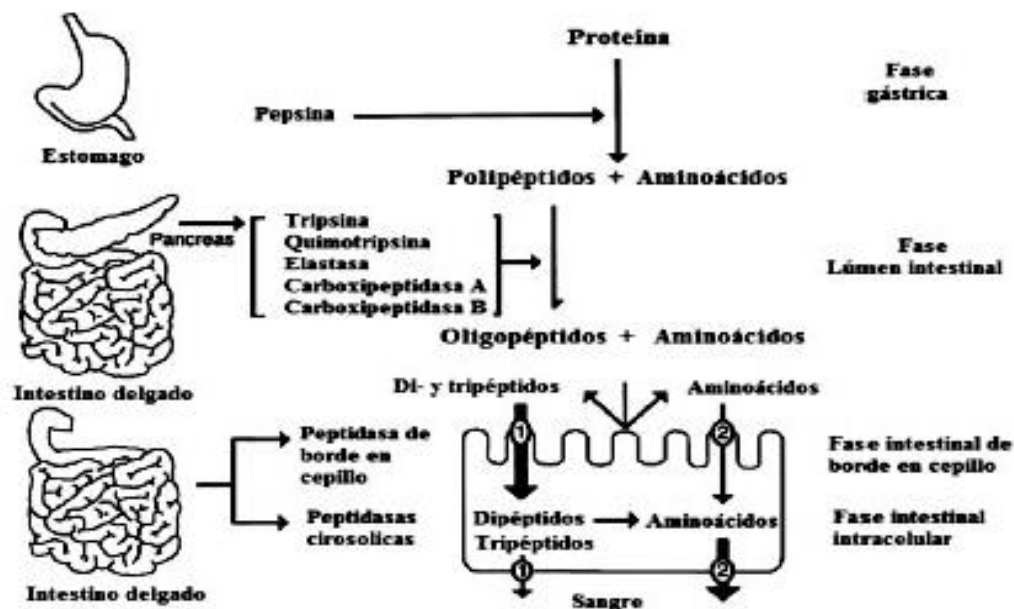 Proteína
Fase
gástrica
Pepsina
Estomago
Polipéptidos + Aminoácidos
Pancreas
Tripsina
Quimotripsina
Elastasa
Carboxipeptidasa A
Carboxipeptidasa B
Fase
Lúmen intestinal
Oligopéptidos + Aminoácidos
Intestino delgado
Di- y tripéptidos
Aminoácidos
1
2
Peptidasa de
borde en
cepillo
Fase intestinal de
borde en cepillo
Peptidasas
cirosolicas
Dipéptidos
Tripéptidos
Aminoácidos
Fase intestinal
intracelular
1
2
Intestino delgado
Sangro